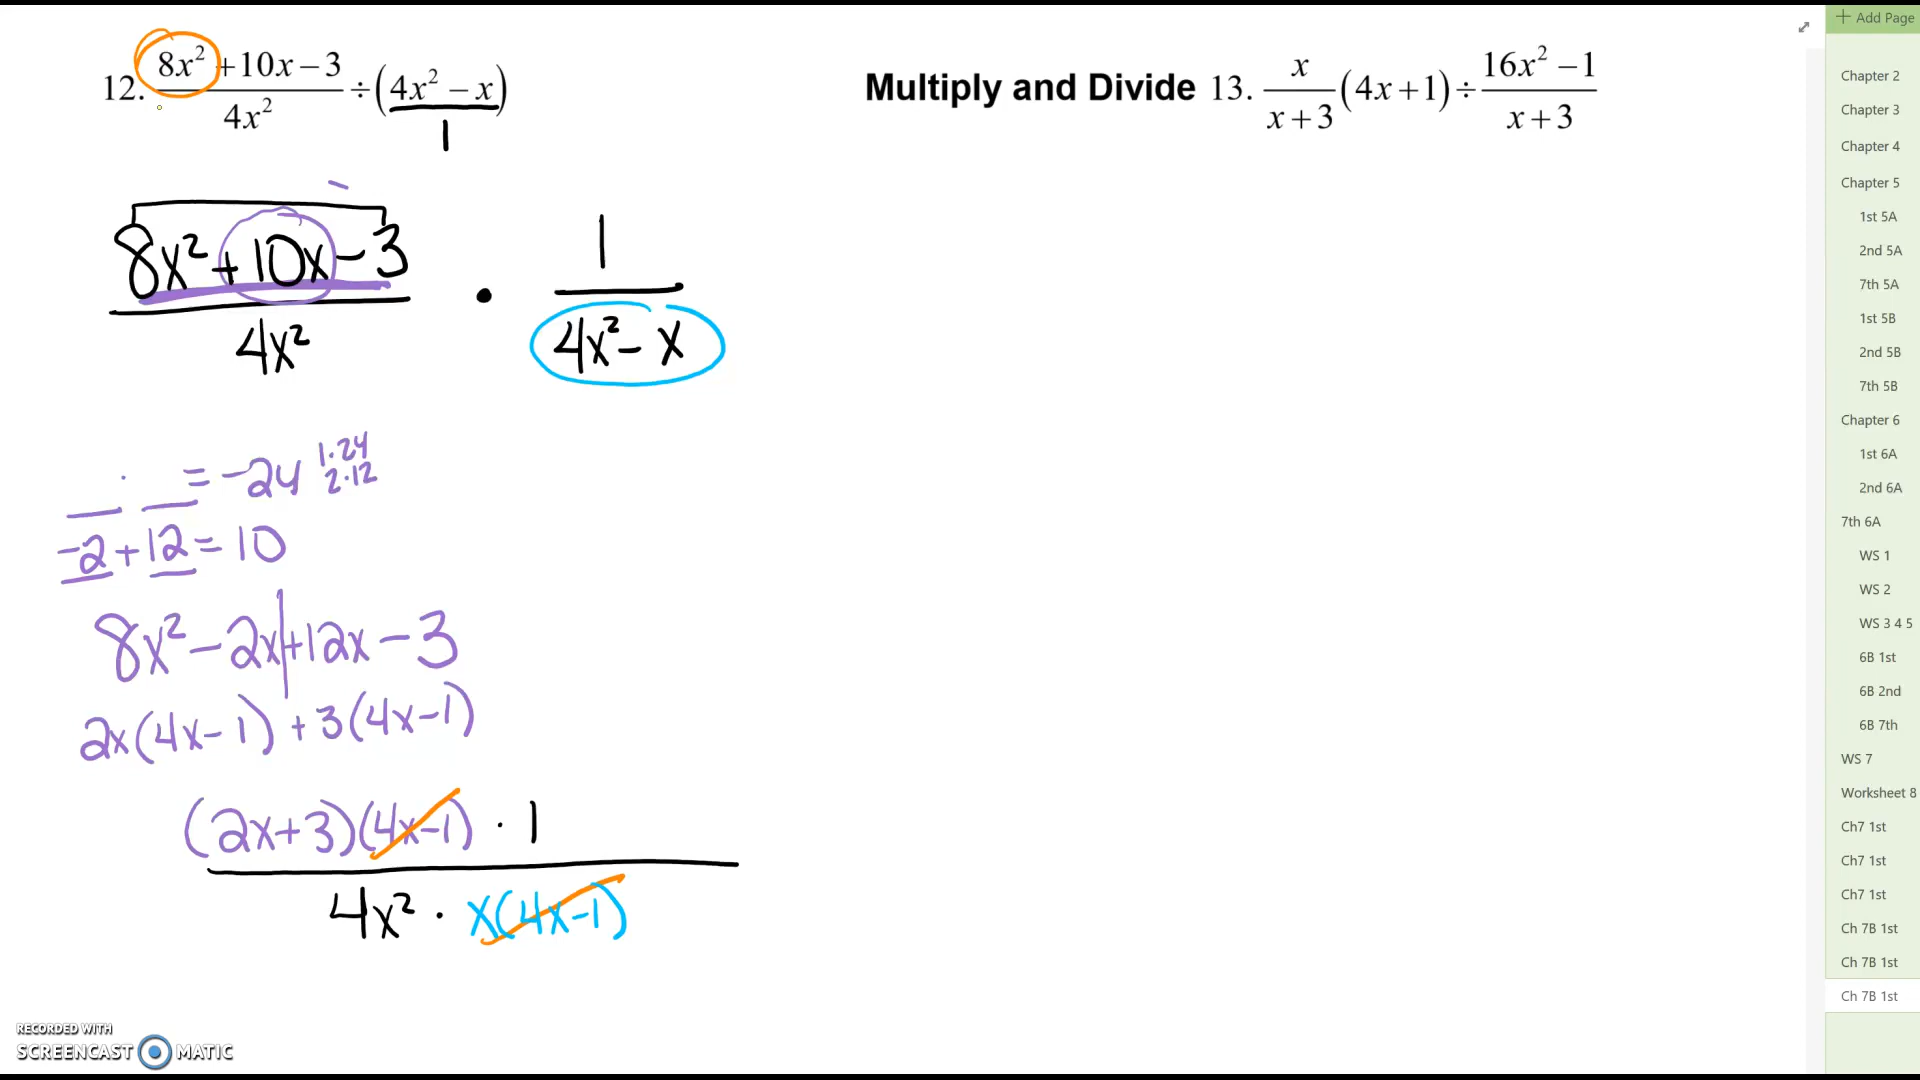 12. (8x² + 10x − 3)/(4x²) ÷ (4x² − x)/1
8x² + 10x − 3
4x²
·
1
4x² − x
_ · _ = −24
1·24
2·12
−2 + 12 = 10
8x² − 2x + 12x − 3
2x(4x − 1) + 3(4x − 1)
(2x + 3)(4x − 1) · 1
4x² · x(4x − 1)
Multiply and Divide 13. x/(x + 3) (4x + 1) ÷ (16x² − 1)/(x + 3)
RECORDED WITH
SCREENCAST MATIC
+ Add Page
Chapter 2
Chapter 3
Chapter 4
Chapter 5
1st 5A
2nd 5A
7th 5A
1st 5B
2nd 5B
7th 5B
Chapter 6
1st 6A
2nd 6A
7th 6A
WS 1
WS 2
WS 3 4 5
6B 1st
6B 2nd
6B 7th
WS 7
Worksheet 8
Ch7 1st
Ch7 1st
Ch7 1st
Ch 7B 1st
Ch 7B 1st
Ch 7B 1st